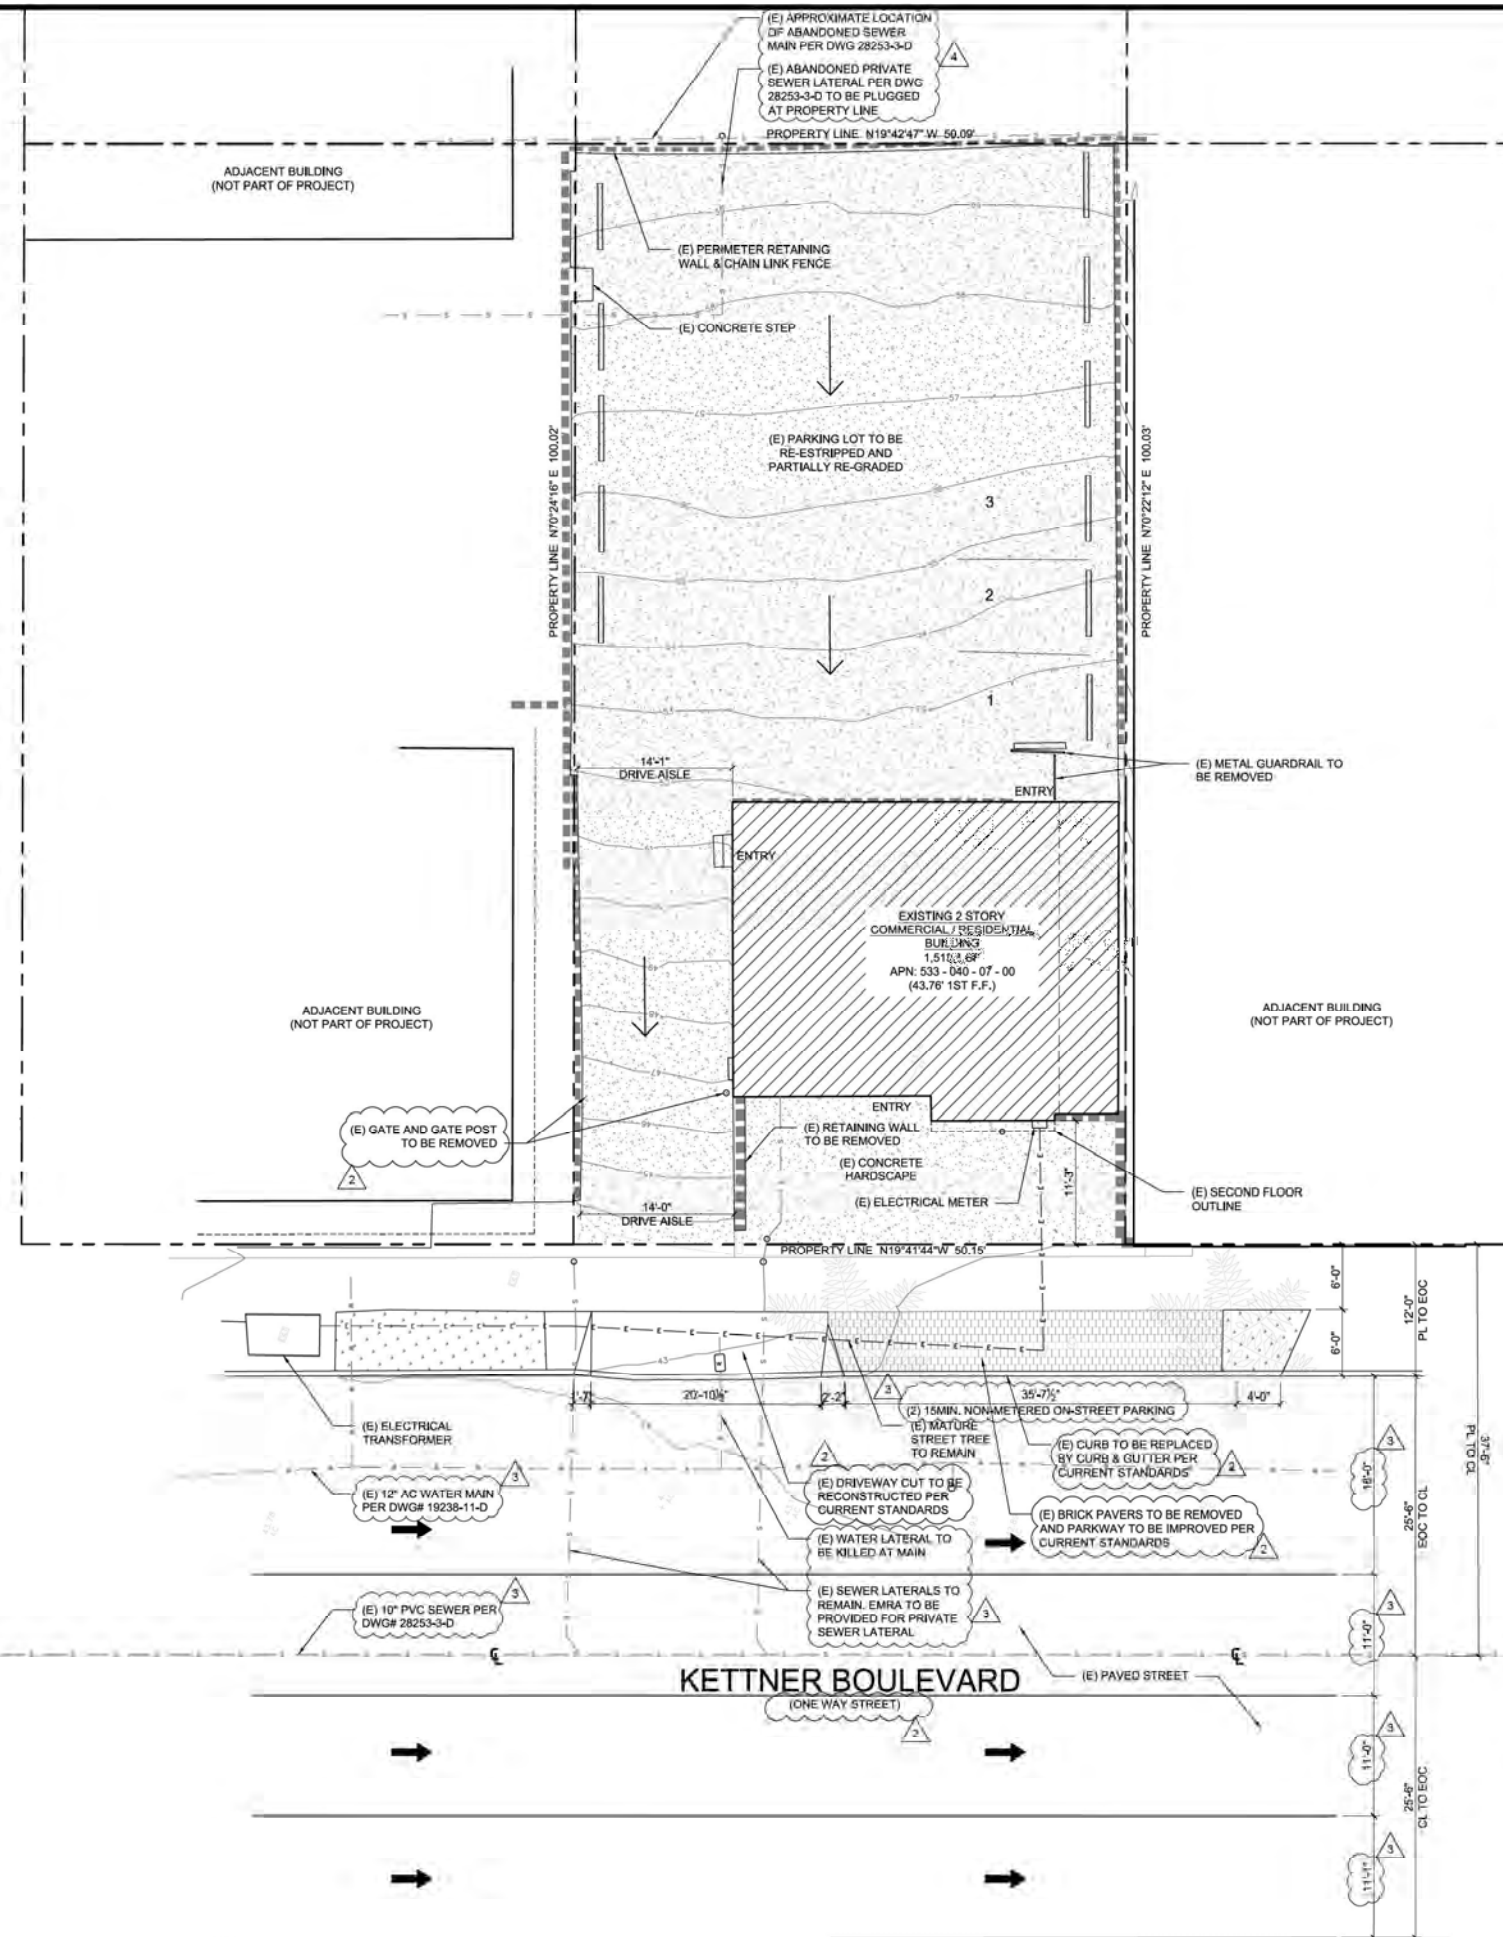 (E) APPROXIMATE LOCATION
OF ABANDONED SEWER
MAIN PER DWG 28253-3-D
(E) ABANDONED PRIVATE
SEWER LATERAL PER DWG
28253-3-D TO BE PLUGGED
AT PROPERTY LINE
4
PROPERTY LINE N19°42'47" W 50.09'
ADJACENT BUILDING
(NOT PART OF PROJECT)
(E) PERIMETER RETAINING
WALL & CHAIN LINK FENCE
(E) CONCRETE STEP
57
57
(E) PARKING LOT TO BE
RE-ESTRIPPED AND
PARTIALLY RE-GRADED
PROPERTY LINE N70°24'16" E 100.02'
PROPERTY LINE N70°22'12" E 100.03'
3
2
1
14'-1"
DRIVE AISLE
(E) METAL GUARDRAIL TO
BE REMOVED
ENTRY
ENTRY
EXISTING 2 STORY
COMMERCIAL / RESIDENTIAL
BUILDING
APN: 533 - 040 - 07 - 00
(43.76' 1ST F.F.)
ADJACENT BUILDING
(NOT PART OF PROJECT)
ADJACENT BUILDING
(NOT PART OF PROJECT)
(E) GATE AND GATE POST
TO BE REMOVED
2
ENTRY
(E) RETAINING WALL
TO BE REMOVED
(E) CONCRETE
HARDSCAPE
(E) ELECTRICAL METER
11'-3"
(E) SECOND FLOOR
OUTLINE
14'-0"
DRIVE AISLE
PROPERTY LINE N19°41'44"W 50.15'
6'-0"
6'-0"
12'-0"
PL TO EOC
43
20'-10½"
2'-2"
3
35'-7½"
4'-0"
(2) 15MIN. NON-METERED ON-STREET PARKING
(E) ELECTRICAL
TRANSFORMER
(E) MATURE
STREET TREE
TO REMAIN
(E) CURB TO BE REPLACED
BY CURB & GUTTER PER
CURRENT STANDARDS
2
(E) 12" AC WATER MAIN
PER DWG# 19238-11-D
3
2
(E) DRIVEWAY CUT TO BE
RECONSTRUCTED PER
CURRENT STANDARDS
(E) BRICK PAVERS TO BE REMOVED
AND PARKWAY TO BE IMPROVED PER
CURRENT STANDARDS
2
(E) WATER LATERAL TO
BE KILLED AT MAIN
(E) SEWER LATERALS TO
REMAIN. EMRA TO BE
PROVIDED FOR PRIVATE
SEWER LATERAL
3
(E) 10" PVC SEWER PER
DWG# 28253-3-D
3
3
25'-6"
EOC TO CL
37'-6"
PL TO CL
3
11'-0"
KETTNER BOULEVARD
(ONE WAY STREET)
2
(E) PAVED STREET
3
11'-0"
25'-6"
CL TO EOC
3
11'-1"